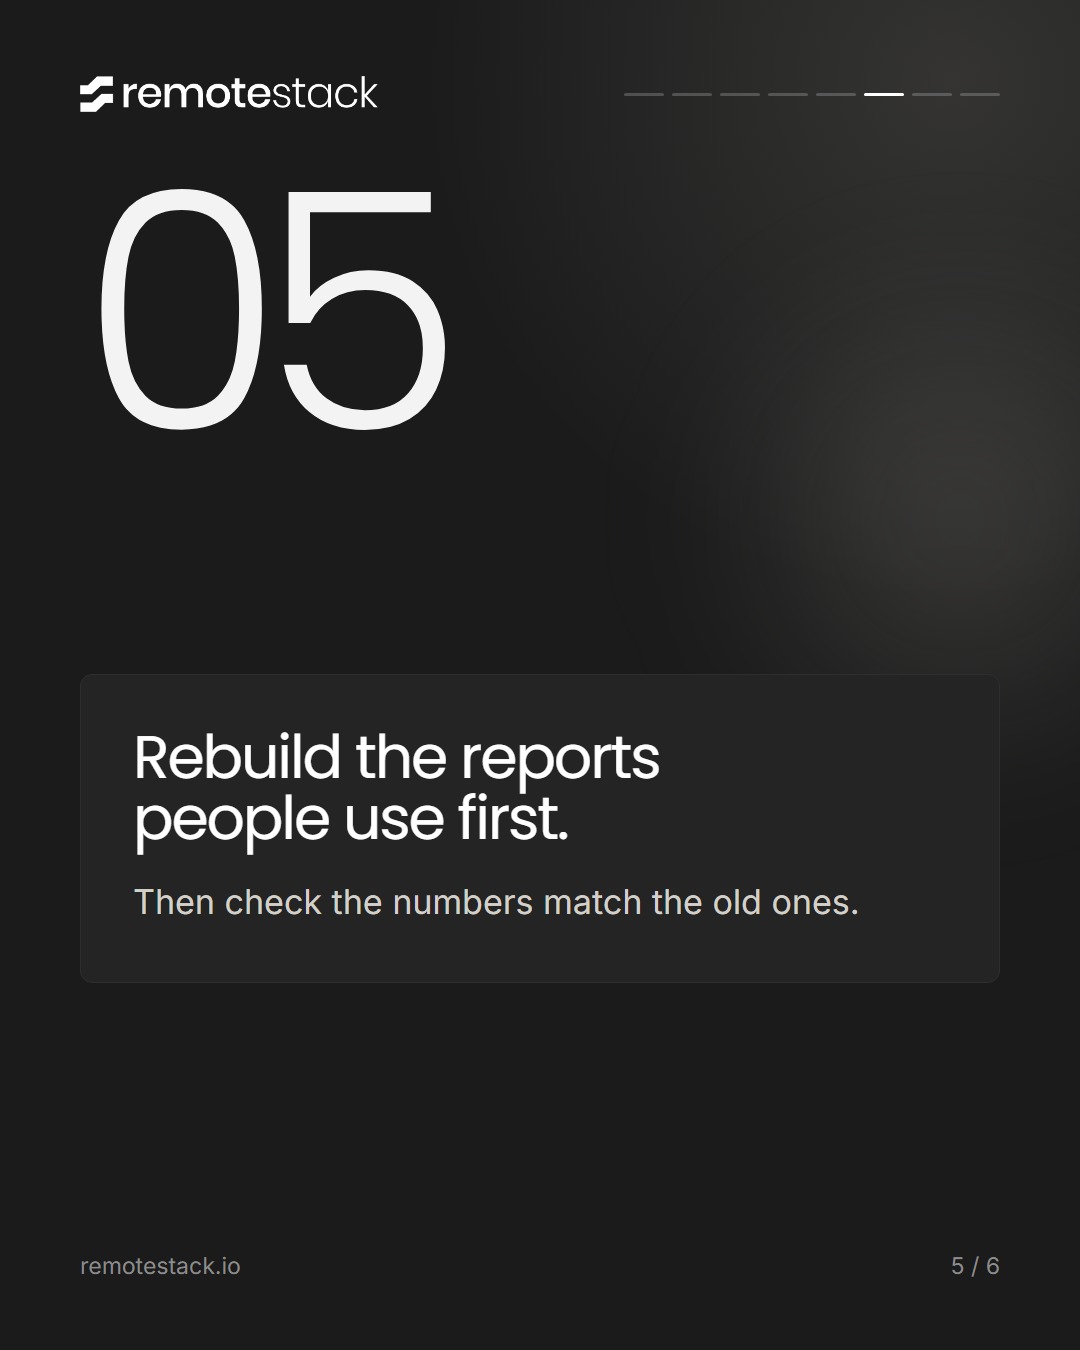 remotestack
05
Rebuild the reports
people use first.
Then check the numbers match the old ones.
remotestack.io
5 / 6